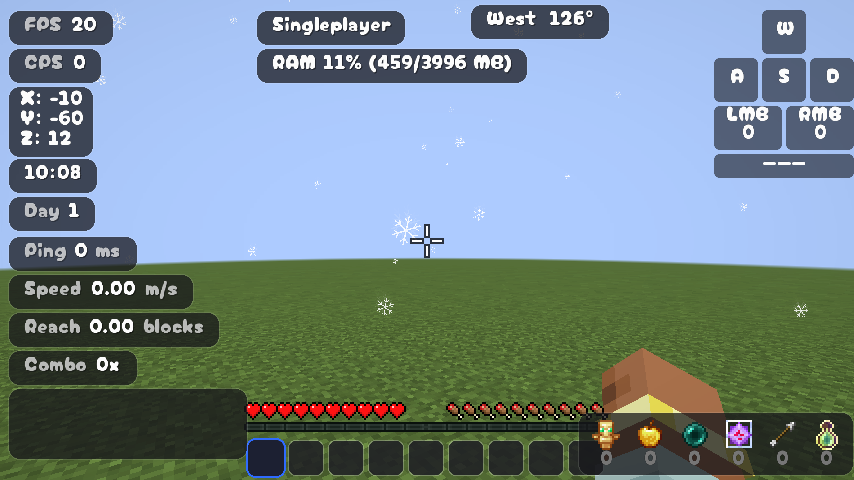 FPS 20
CPS 0
X: -10
Y: -60
Z: 12
10:08
Day 1
Ping 0 ms
Speed 0.00 m/s
Reach 0.00 blocks
Combo 0x
Singleplayer
RAM 11% (459/3996 MB)
West 126°
W
A S D
LMB RMB
0 0
---
0 0 0 0 0 0